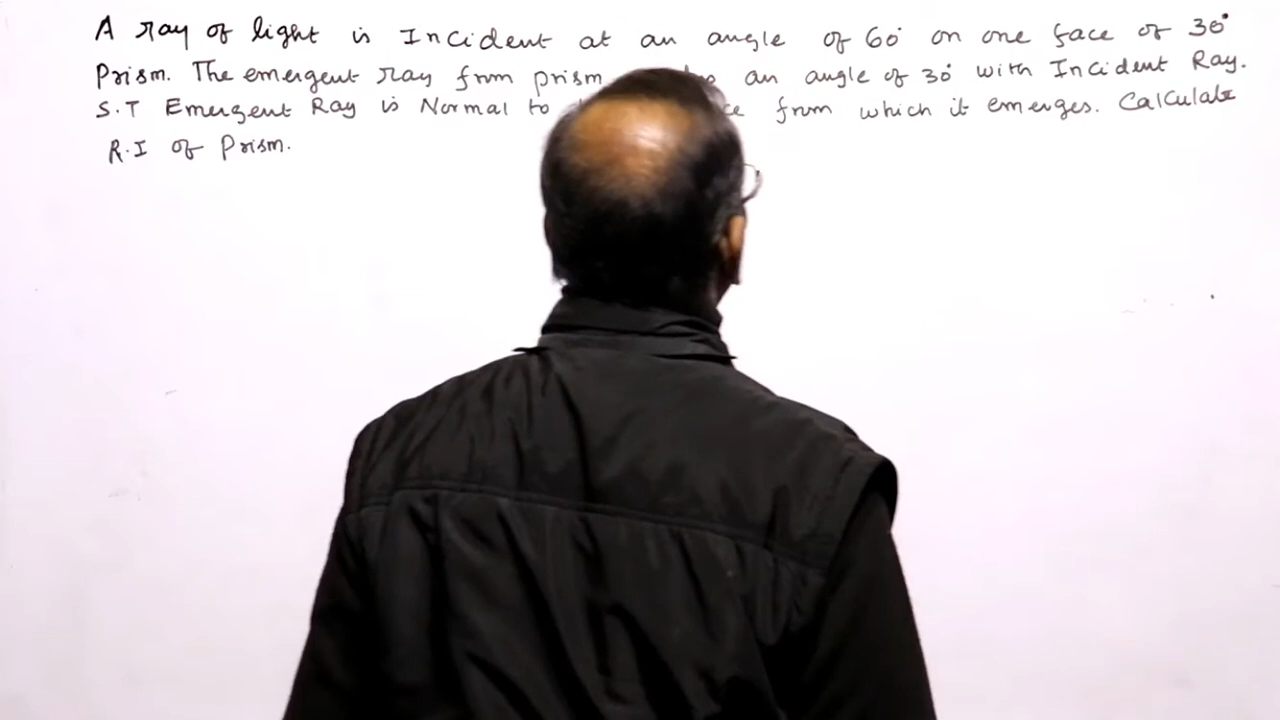 A ray of light is Incident at an angle of 60° on one face of 30°
Prism. The emergent ray from prism an angle of 30° with Incident Ray.
S.T Emergent Ray is Normal to from which it emerges. Calculate
R.I of Prism.